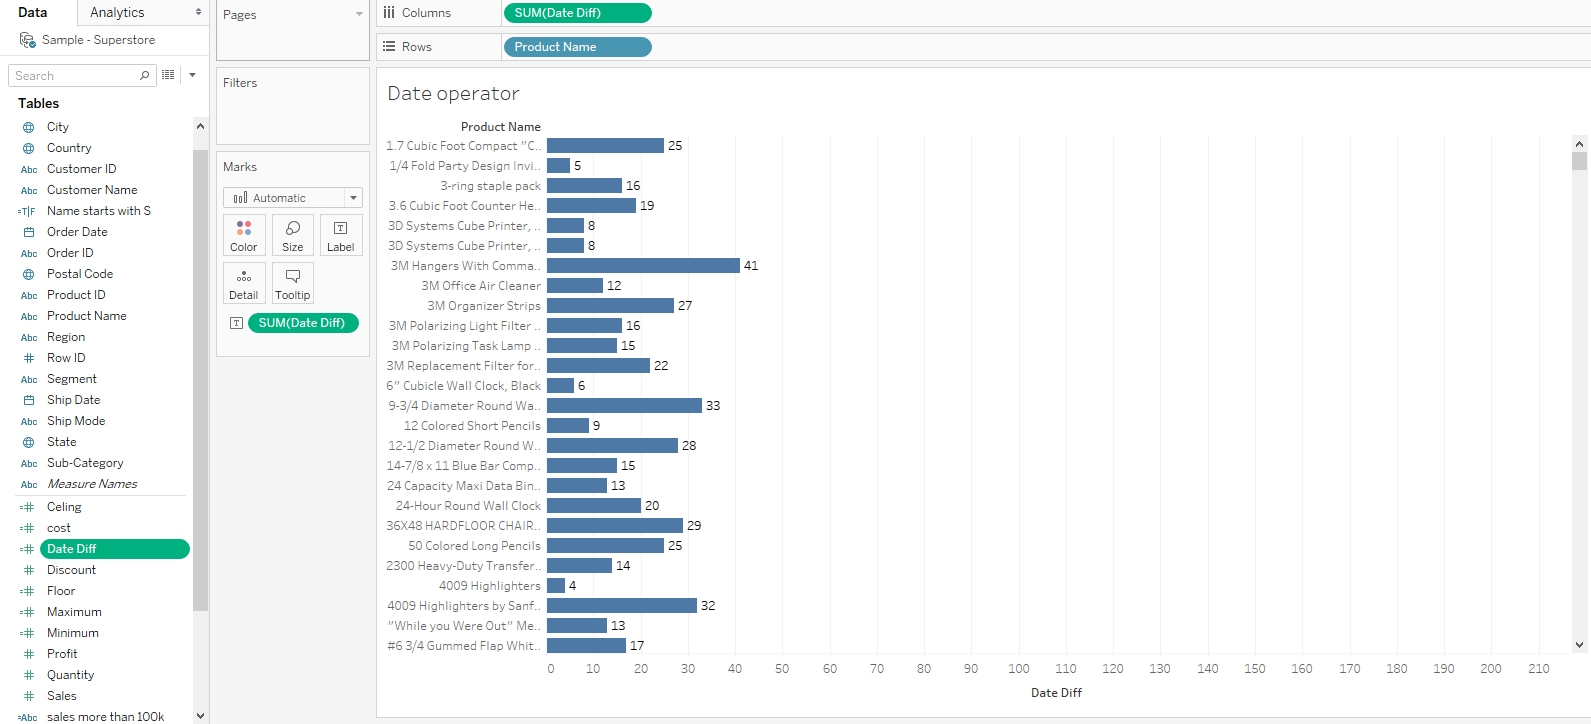 Data
Analytics
Sample - Superstore
Search
Tables
City
Country
Abc Customer ID
Abc Customer Name
=T|F Name starts with S
Order Date
Abc Order ID
Postal Code
Abc Product ID
Abc Product Name
Abc Region
# Row ID
Abc Segment
Ship Date
Abc Ship Mode
State
Abc Sub-Category
Abc Measure Names
=# Celing
=# cost
=# Date Diff
# Discount
=# Floor
=# Maximum
=# Minimum
# Profit
# Quantity
# Sales
=Abc sales more than 100k
Pages
Filters
Marks
Automatic
Color
Size
T Label
Detail
Tooltip
T SUM(Date Diff)
Columns
SUM(Date Diff)
Rows
Product Name
Date operator
Product Name
1.7 Cubic Foot Compact "C.. 25
1/4 Fold Party Design Invi.. 5
3-ring staple pack 16
3.6 Cubic Foot Counter He.. 19
3D Systems Cube Printer, .. 8
3D Systems Cube Printer, .. 8
3M Hangers With Comma.. 41
3M Office Air Cleaner 12
3M Organizer Strips 27
3M Polarizing Light Filter .. 16
3M Polarizing Task Lamp .. 15
3M Replacement Filter for.. 22
6" Cubicle Wall Clock, Black 6
9-3/4 Diameter Round Wa.. 33
12 Colored Short Pencils 9
12-1/2 Diameter Round W.. 28
14-7/8 x 11 Blue Bar Comp.. 15
24 Capacity Maxi Data Bin.. 13
24-Hour Round Wall Clock 20
36X48 HARDFLOOR CHAIR.. 29
50 Colored Long Pencils 25
2300 Heavy-Duty Transfer.. 14
4009 Highlighters 4
4009 Highlighters by Sanf.. 32
"While you Were Out" Me.. 13
#6 3/4 Gummed Flap Whit.. 17
0 10 20 30 40 50 60 70 80 90 100 110 120 130 140 150 160 170 180 190 200 210
Date Diff